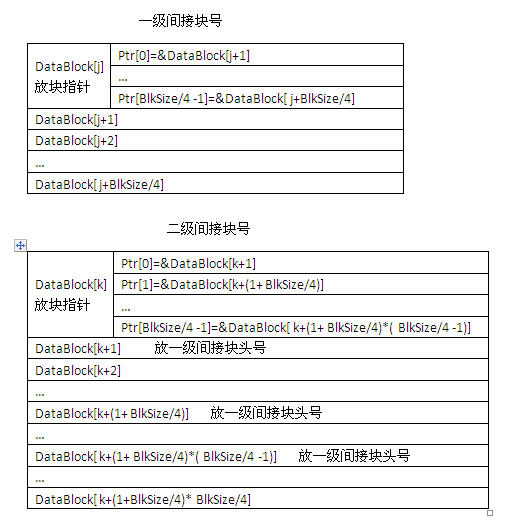 一级间接块号
DataBlock[j]
放块指针
Ptr[0]=&DataBlock[j+1]
...
Ptr[BlkSize/4 -1]=&DataBlock[ j+BlkSize/4]
DataBlock[j+1]
DataBlock[j+2]
...
DataBlock[j+BlkSize/4]
二级间接块号
DataBlock[k]
放块指针
Ptr[0]=&DataBlock[k+1]
Ptr[1]=&DataBlock[k+(1+ BlkSize/4)]
...
Ptr[BlkSize/4 -1]=&DataBlock[ k+(1+ BlkSize/4)*( BlkSize/4 -1)]
DataBlock[k+1] 放一级间接块头号
DataBlock[k+2]
...
DataBlock[k+(1+ BlkSize/4)] 放一级间接块头号
...
DataBlock[ k+(1+ BlkSize/4)*( BlkSize/4 -1)] 放一级间接块头号
...
DataBlock[ k+(1+BlkSize/4)* BlkSize/4]